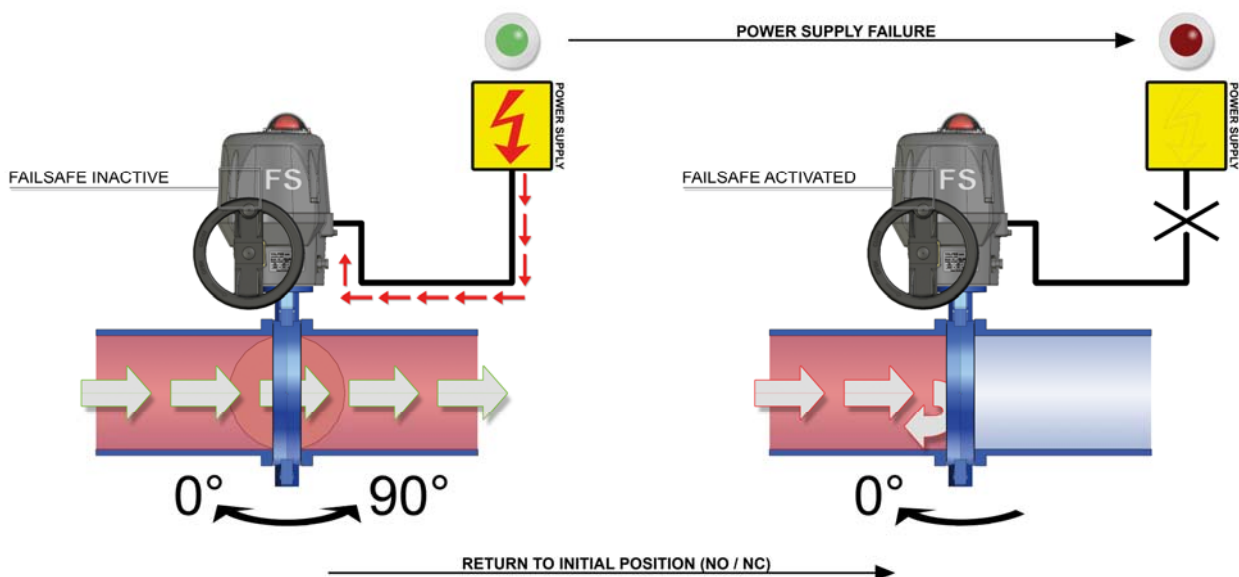 POWER SUPPLY FAILURE
POWER SUPPLY
POWER SUPPLY
FAILSAFE INACTIVE
FS
FAILSAFE ACTIVATED
FS
0°
90°
0°
RETURN TO INITIAL POSITION (NO / NC)